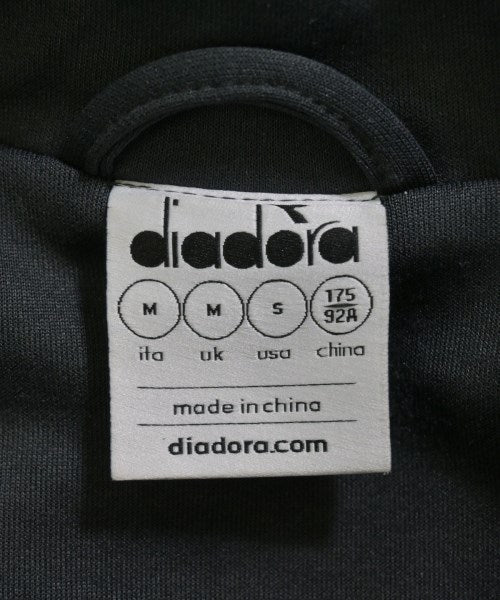 diadora
M M S 175
92A
ita uk usa china
made in china
diadora.com